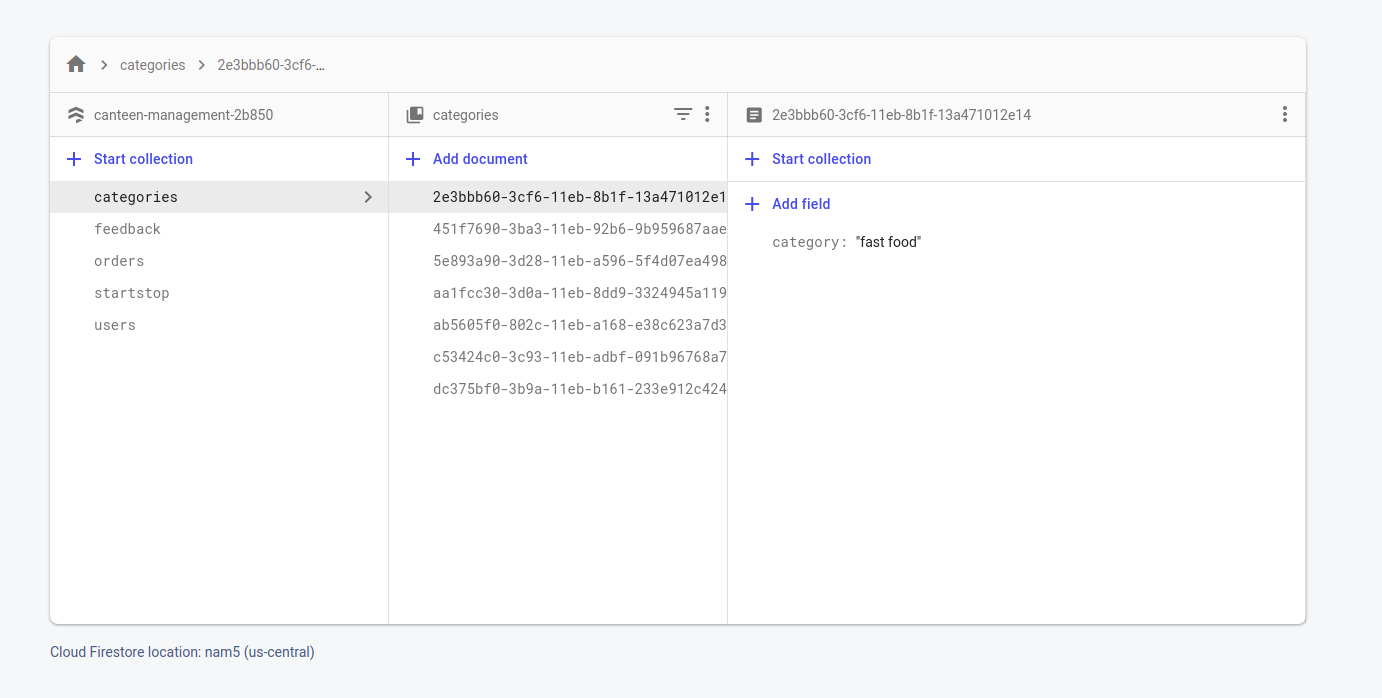 categories 2e3bbb60-3cf6-...
canteen-management-2b850
Start collection
categories
feedback
orders
startstop
users
categories
Add document
2e3bbb60-3cf6-11eb-8b1f-13a471012e1
451f7690-3ba3-11eb-92b6-9b959687aae
5e893a90-3d28-11eb-a596-5f4d07ea498
aa1fcc30-3d0a-11eb-8dd9-3324945a119
ab5605f0-802c-11eb-a168-e38c623a7d3
c53424c0-3c93-11eb-adbf-091b96768a7
dc375bf0-3b9a-11eb-b161-233e912c424
2e3bbb60-3cf6-11eb-8b1f-13a471012e14
Start collection
Add field
category: "fast food"
Cloud Firestore location: nam5 (us-central)